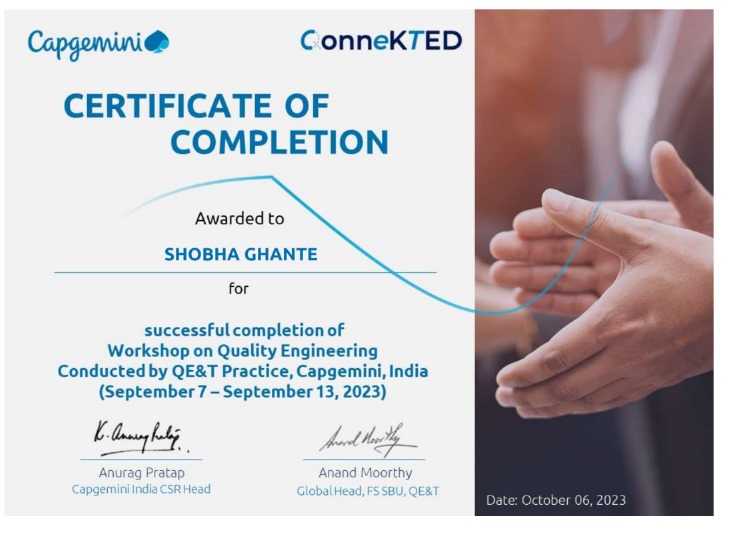 Capgemini
ConneKTED
CERTIFICATE OF
COMPLETION
Awarded to
SHOBHA GHANTE
for
successful completion of
Workshop on Quality Engineering
Conducted by QE&T Practice, Capgemini, India
(September 7 – September 13, 2023)
K. Anurag Pratap
Anand Moorthy
Anurag Pratap
Anand Moorthy
Capgemini India CSR Head
Global Head, FS SBU, QE&T
Date: October 06, 2023